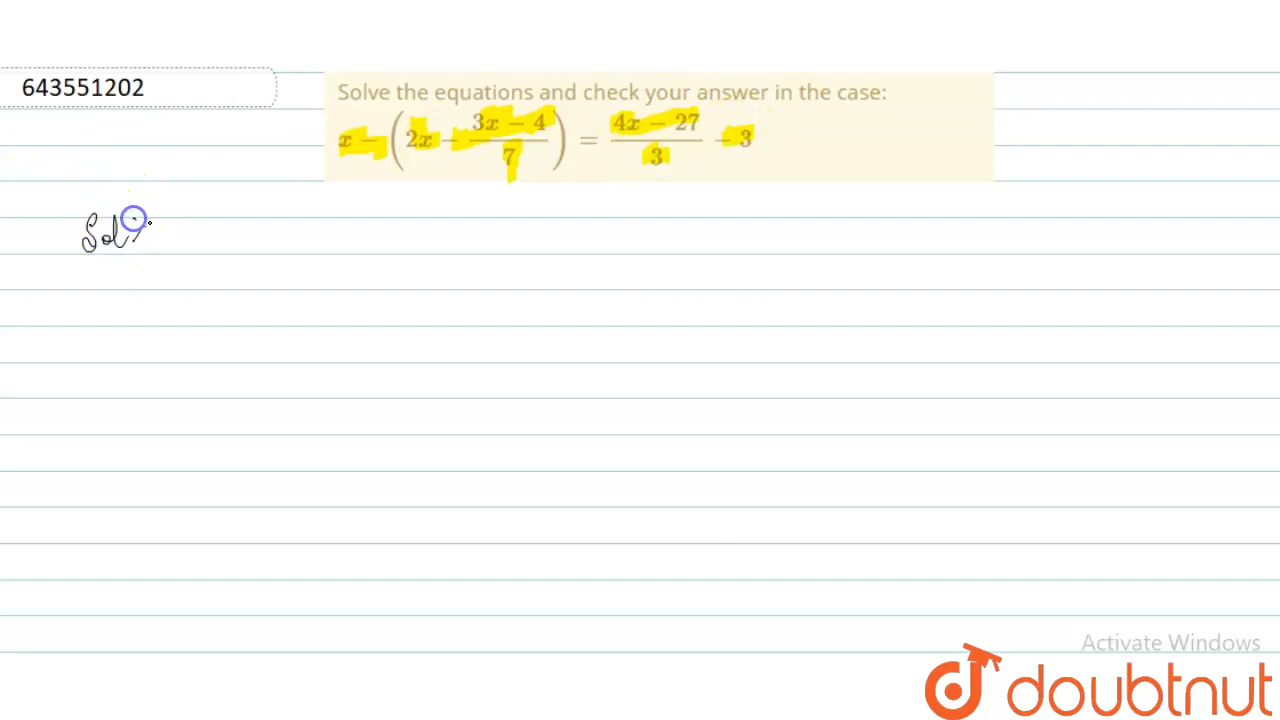 643551202
Solve the equations and check your answer in the case:
x − (2x − (3x − 4)/7) = (4x − 27)/3 − 3
Sol
Activate Windows
doubtnut